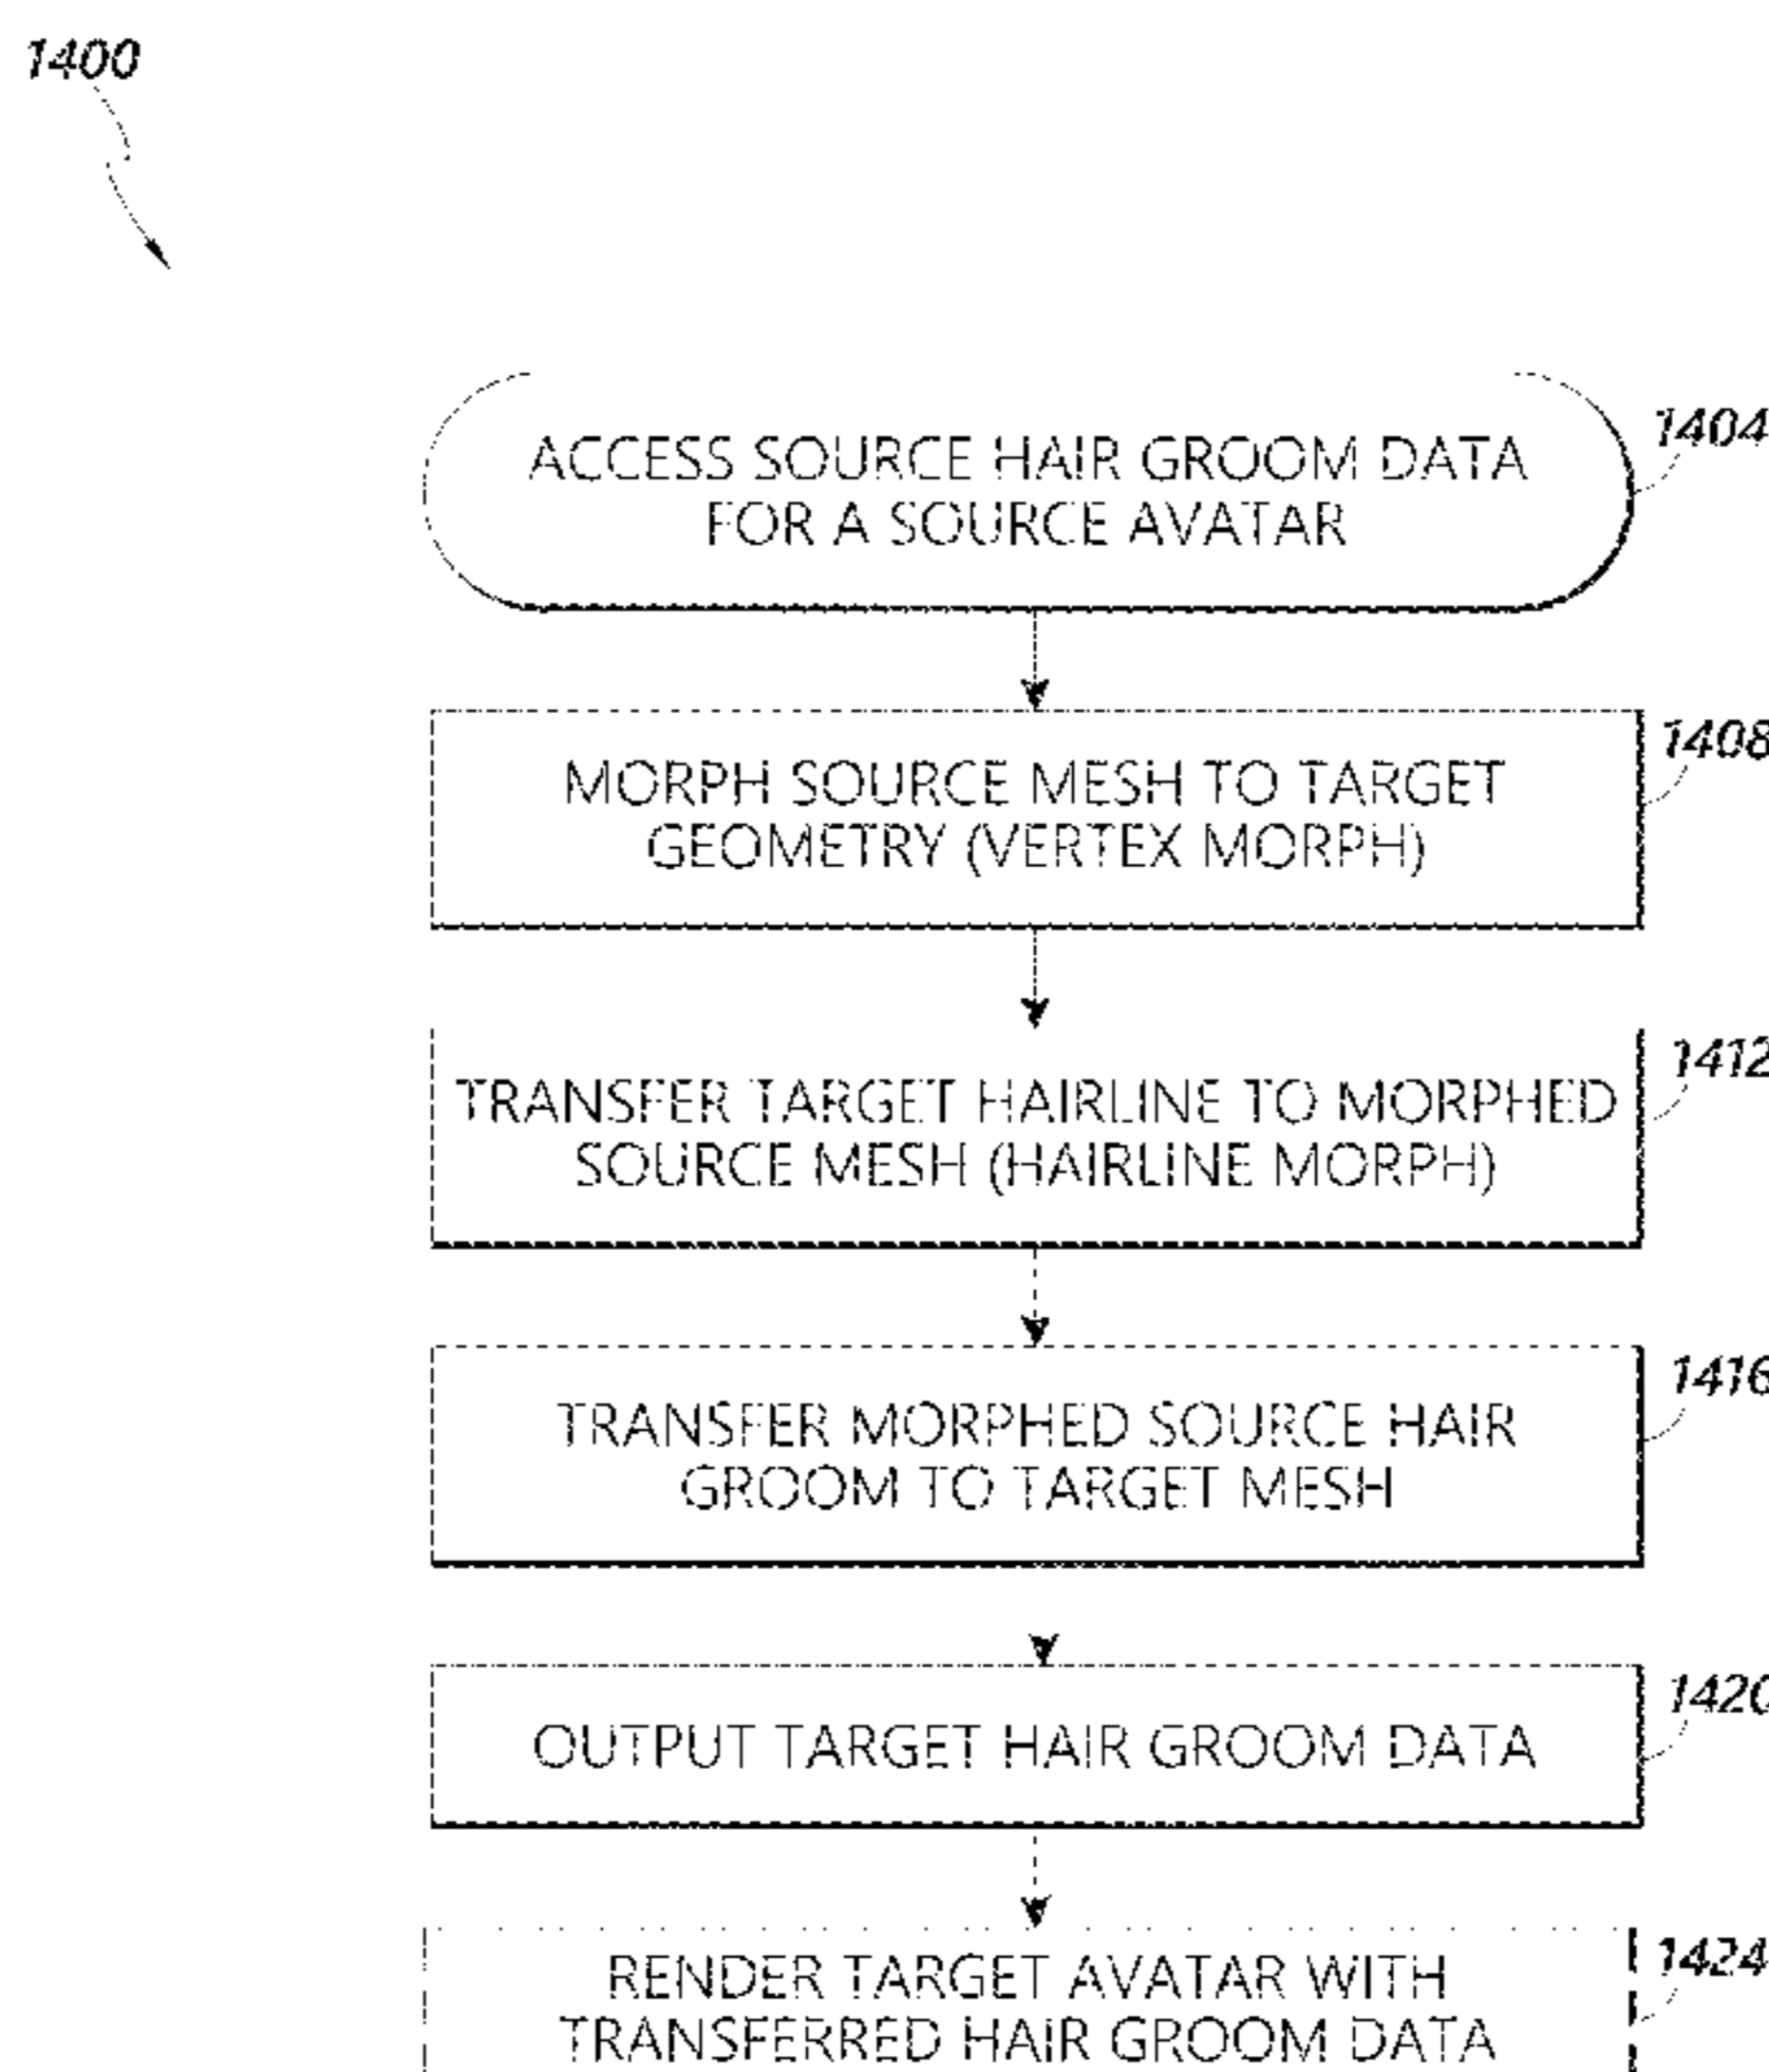 1400
ACCESS SOURCE HAIR GROOM DATA
FOR A SOURCE AVATAR
1404
MORPH SOURCE MESH TO TARGET
GEOMETRY (VERTEX MORPH)
1408
TRANSFER TARGET HAIRLINE TO MORPHED
SOURCE MESH (HAIRLINE MORPH)
1412
TRANSFER MORPHED SOURCE HAIR
GROOM TO TARGET MESH
1416
OUTPUT TARGET HAIR GROOM DATA
1420
RENDER TARGET AVATAR WITH
TRANSFERRED HAIR GROOM DATA
1424